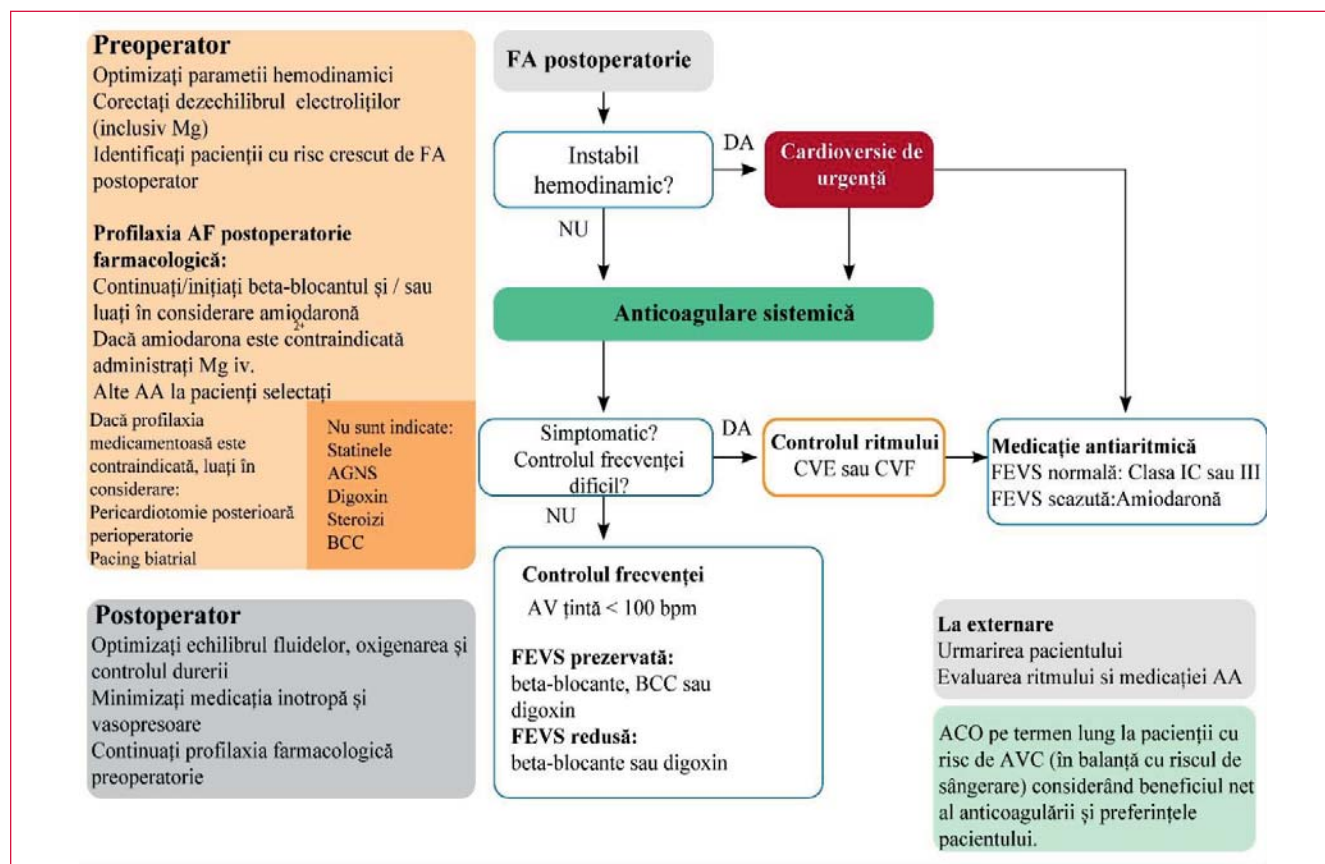 Preoperator
Optimizați parametii hemodinamici
Corectați dezechilibrul electroliților
(inclusiv Mg)
Identificați pacienții cu risc crescut de FA
postoperator
Profilaxia AF postoperatorie
farmacologică:
Continuați/inițiați beta-blocantul și / sau
luați în considerare amiodaronă
2+
Dacă amiodarona este contraindicată
administrați Mg iv.
Alte AA la pacienți selectați
Dacă profilaxia
medicamentoasă este
contraindicată, luați în
considerare:
Pericardiotomie posterioară
perioperatorie
Pacing biatrial
Nu sunt indicate:
Statinele
AGNS
Digoxin
Steroizi
BCC
Postoperator
Optimizați echilibrul fluidelor, oxigenarea și
controlul durerii
Minimizați medicația inotropă și
vasopresoare
Continuați profilaxia farmacologică
preoperatorie
FA postoperatorie
Instabil
hemodinamic?
DA
Cardioversie de
urgență
NU
Anticoagulare sistemică
Simptomatic?
Controlul frecvenței
dificil?
DA
Controlul ritmului
CVE sau CVF
Medicație antiaritmică
FEVS normală: Clasa IC sau III
FEVS scazută:Amiodaronă
NU
Controlul frecvenței
AV țintă < 100 bpm
FEVS prezervată:
beta-blocante, BCC sau
digoxin
FEVS redusă:
beta-blocante sau digoxin
La externare
Urmarirea pacientului
Evaluarea ritmului si medicației AA
ACO pe termen lung la pacienții cu
risc de AVC (în balanță cu riscul de
sângerare) considerând beneficiul net
al anticoagulării și preferințele
pacientului.